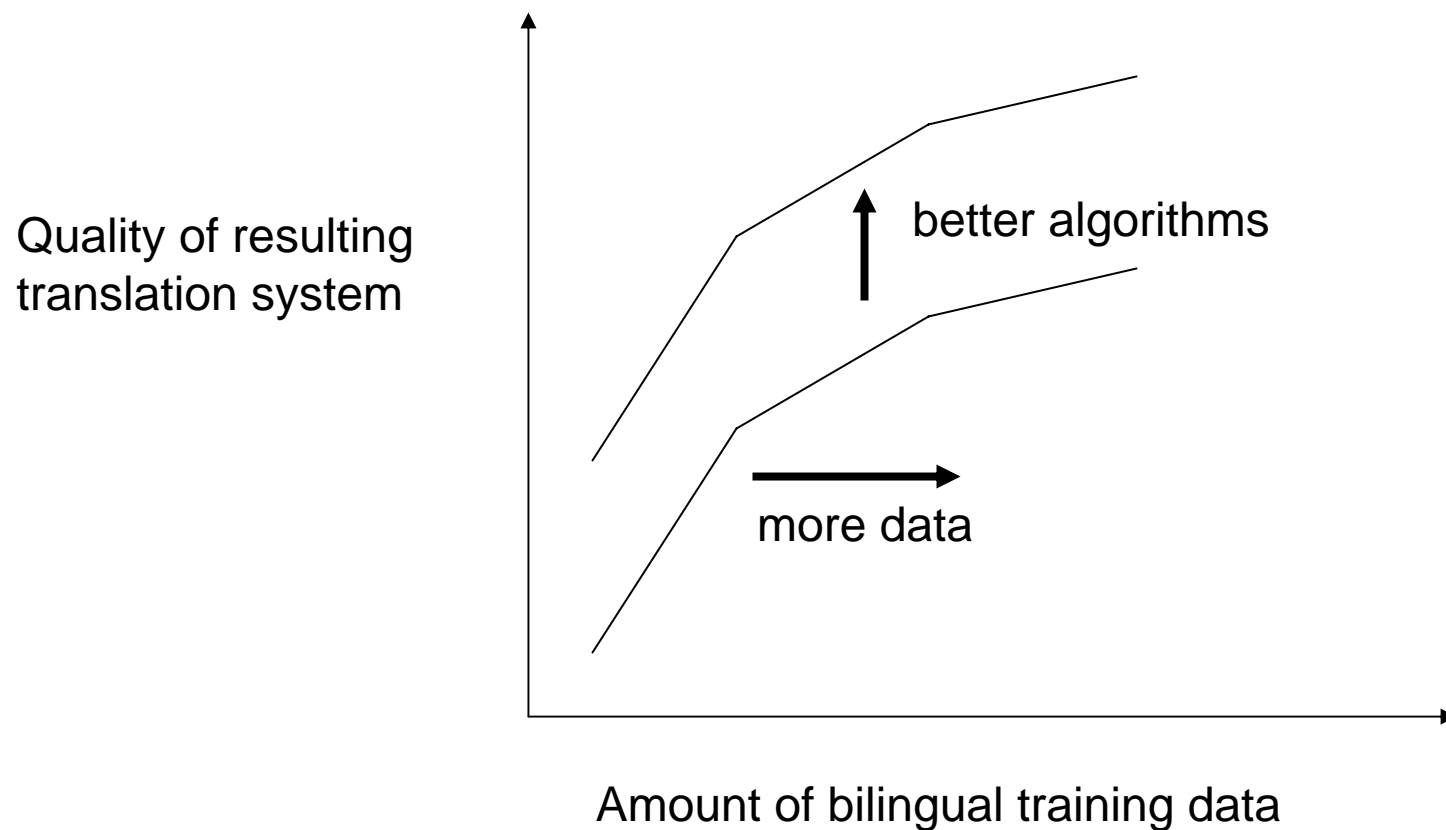 Quality of resulting
translation system
better algorithms
more data
Amount of bilingual training data